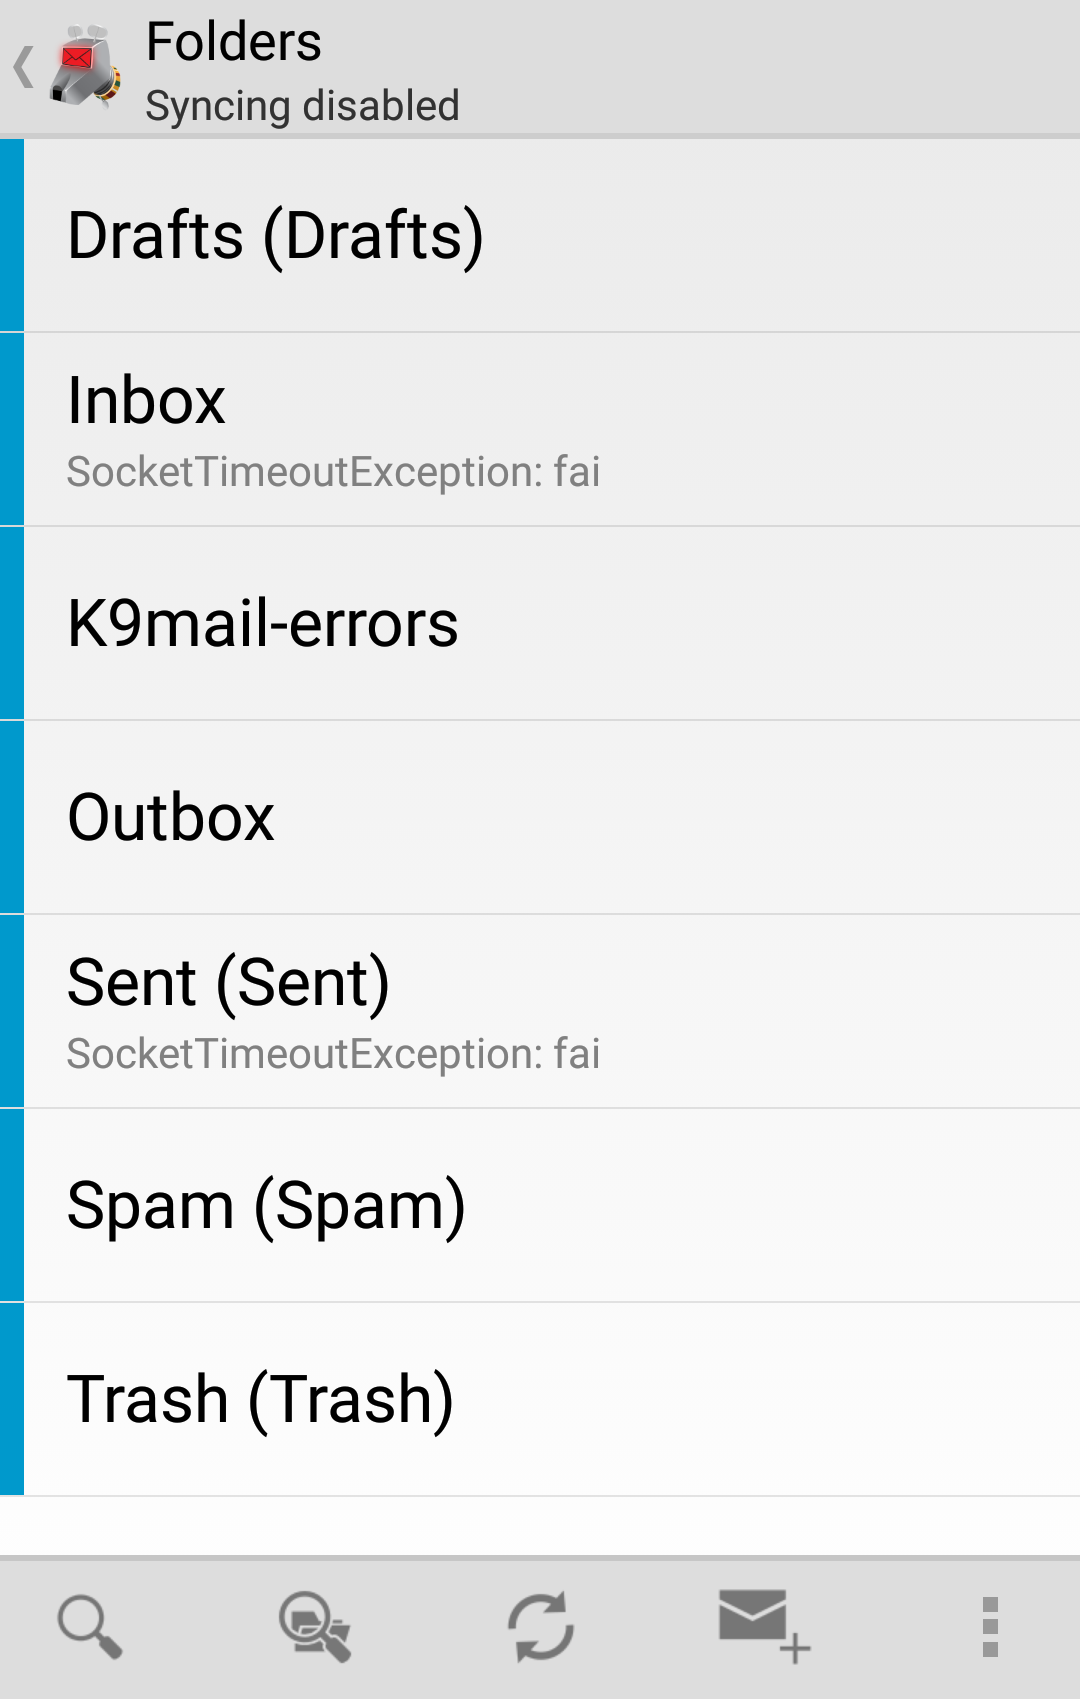 Folders
Syncing disabled
Drafts (Drafts)
Inbox
SocketTimeoutException: fai
K9mail-errors
Outbox
Sent (Sent)
SocketTimeoutException: fai
Spam (Spam)
Trash (Trash)